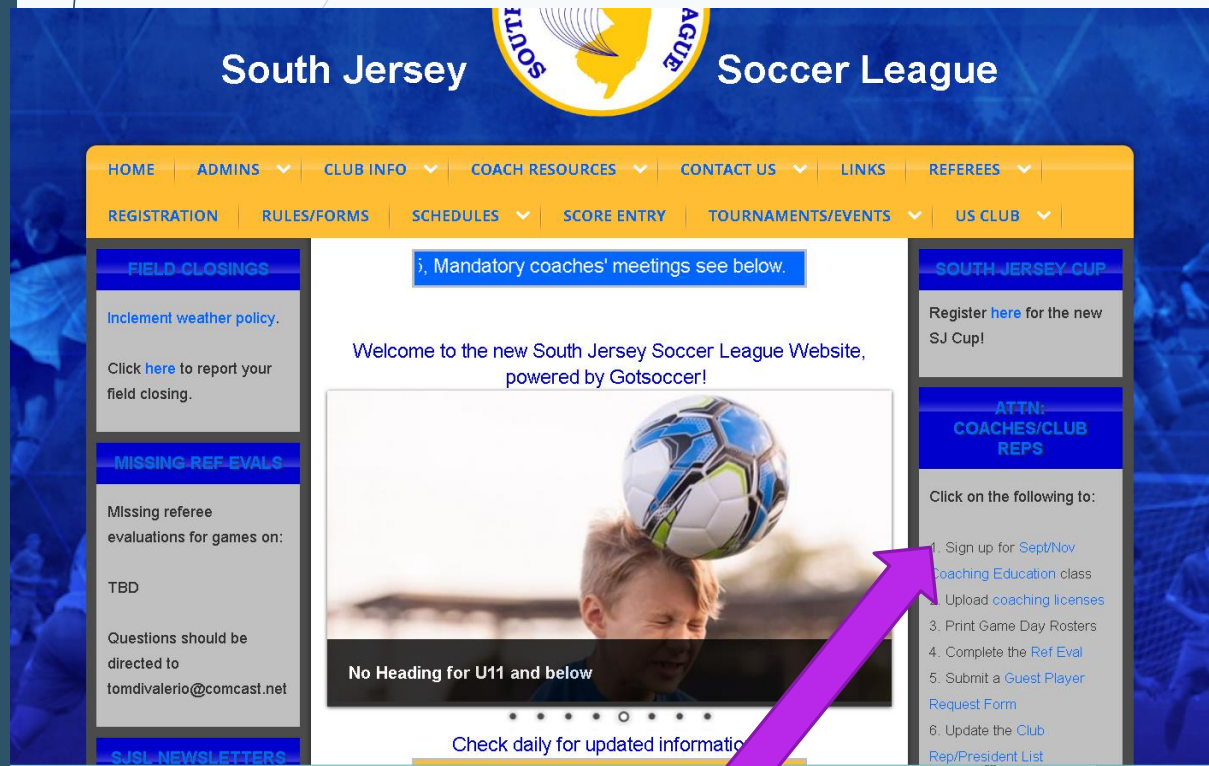 SOUTH
LEAGUE
South Jersey
Soccer League
HOME ADMINS CLUB INFO COACH RESOURCES CONTACT US LINKS REFEREES
REGISTRATION RULES/FORMS SCHEDULES SCORE ENTRY TOURNAMENTS/EVENTS US CLUB
FIELD CLOSINGS
Inclement weather policy.
Click here to report your
field closing.
MISSING REF EVALS
MIssing referee
evaluations for games on:
TBD
Questions should be
directed to
tomdivalerio@comcast.net
SJSL NEWSLETTERS
, Mandatory coaches' meetings see below.
Welcome to the new South Jersey Soccer League Website,
powered by Gotsoccer!
No Heading for U11 and below
Check daily for updated information
SOUTH JERSEY CUP
Register here for the new
SJ Cup!
ATTN:
COACHES/CLUB
REPS
Click on the following to:
1. Sign up for Sept/Nov
Coaching Education class
2. Upload coaching licenses
3. Print Game Day Rosters
4. Complete the Ref Eval
5. Submit a Guest Player
Request Form
6. Update the Club
Rep/President List